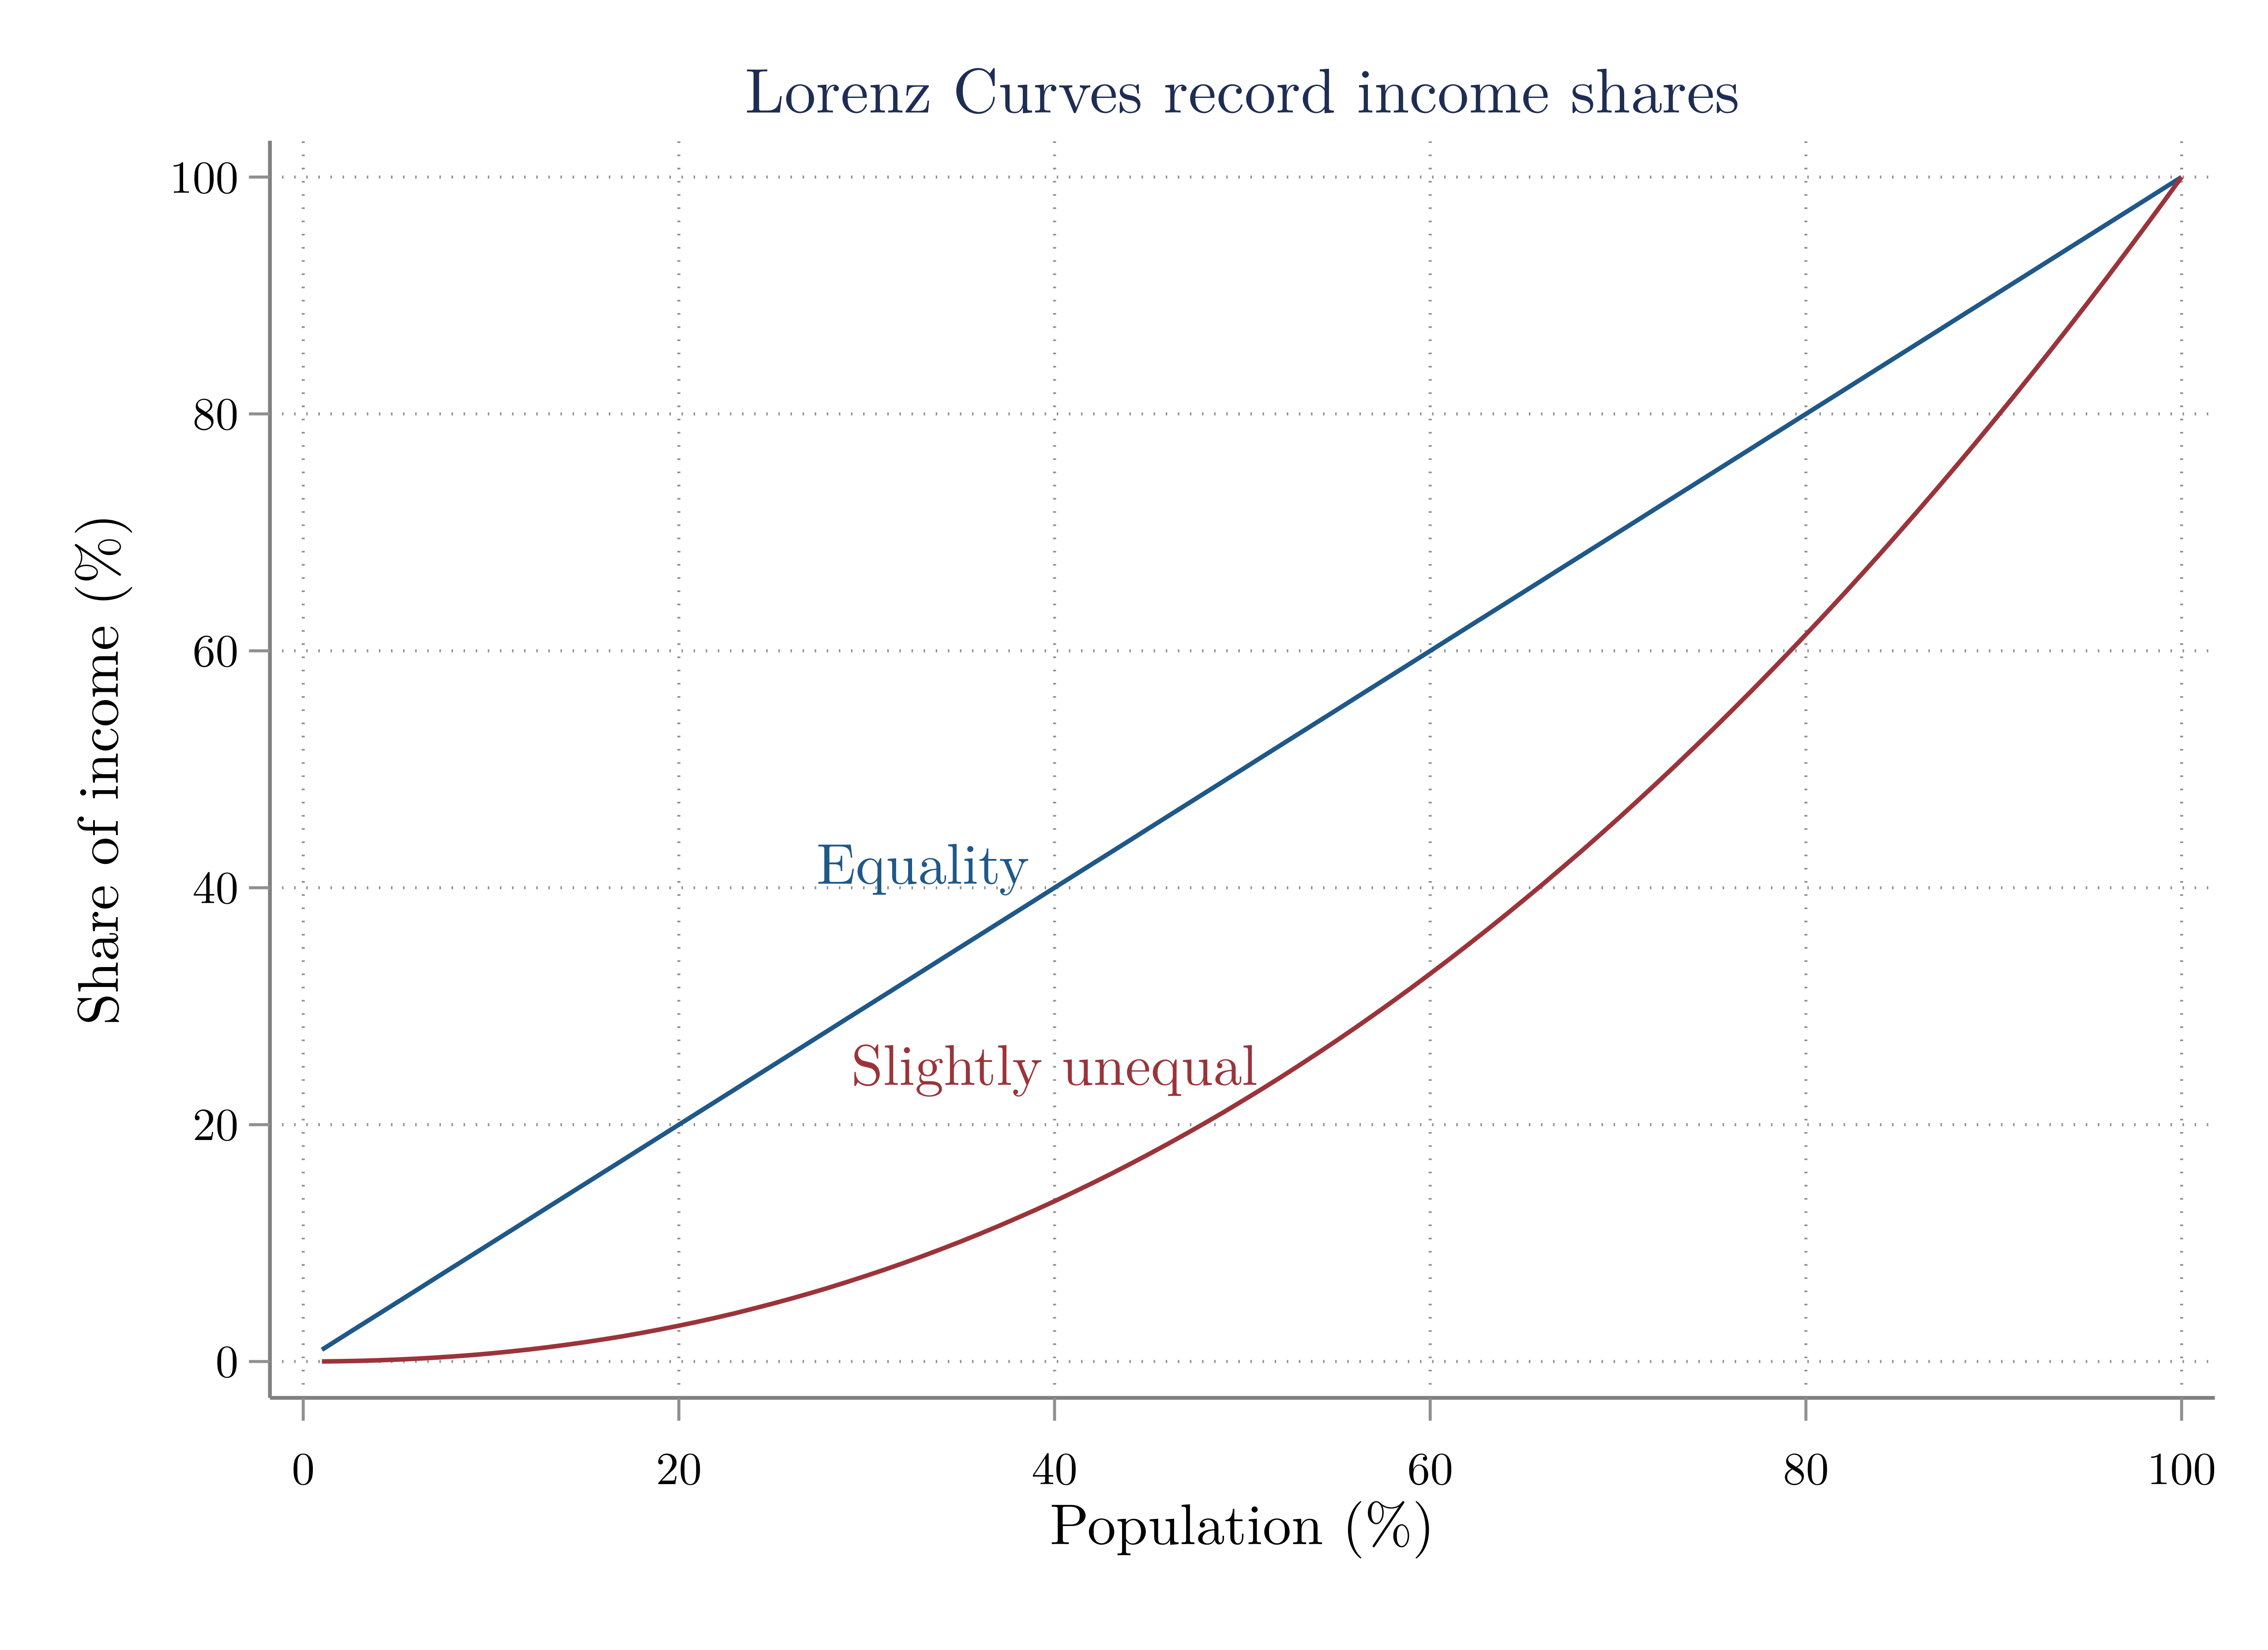 Lorenz Curves record income shares
Share of income (%)
100
80
60
40
20
0
Equality
Slightly unequal
0 20 40 60 80 100
Population (%)